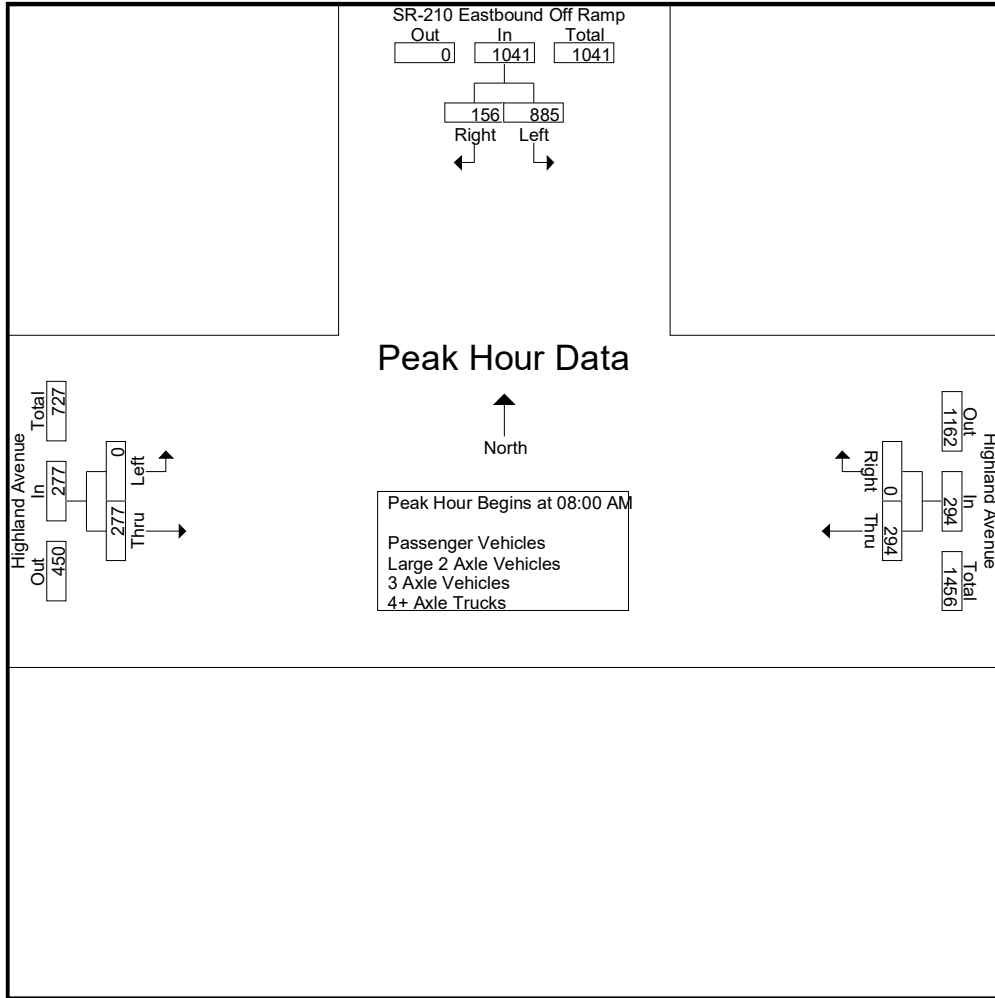 SR-210 Eastbound Off Ramp
Out In Total
0 1041 1041
156 885
Right Left
Peak Hour Data
North
Peak Hour Begins at 08:00 AM
Passenger Vehicles
Large 2 Axle Vehicles
3 Axle Vehicles
4+ Axle Trucks
Highland Avenue
Out In Total
450 277 727
Left Thru
0 277
Highland Avenue
Out In Total
1162 294 1456
Right Thru
0 294